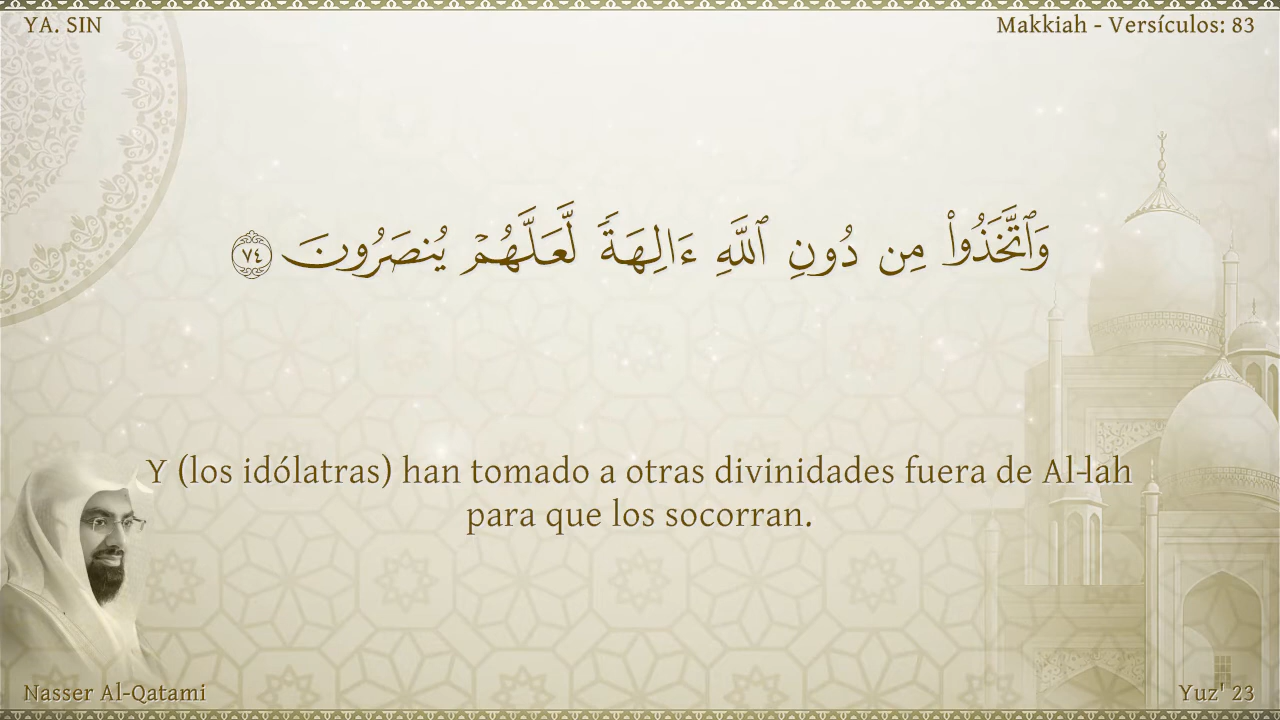 YA. SIN
Makkiah - Versículos: 83
وَٱتَّخَذُوا۟ مِن دُونِ ٱللَّهِ ءَالِهَةً لَّعَلَّهُمْ يُنصَرُونَ ٧٤
Y (los idólatras) han tomado a otras divinidades fuera de Al-lah
para que los socorran.
Nasser Al-Qatami
Yuz' 23